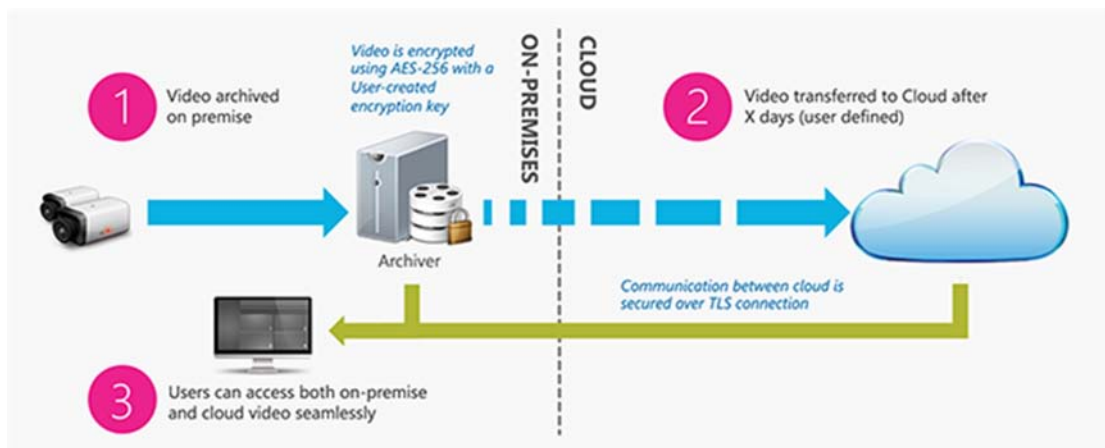 1
Video archived
on premise
Video is encrypted
using AES-256 with a
User-created
encryption key
ON-PREMISES
CLOUD
2
Video transferred to Cloud after
X days (user defined)
Archiver
Communication between cloud is
secured over TLS connection
3
Users can access both on-premise
and cloud video seamlessly